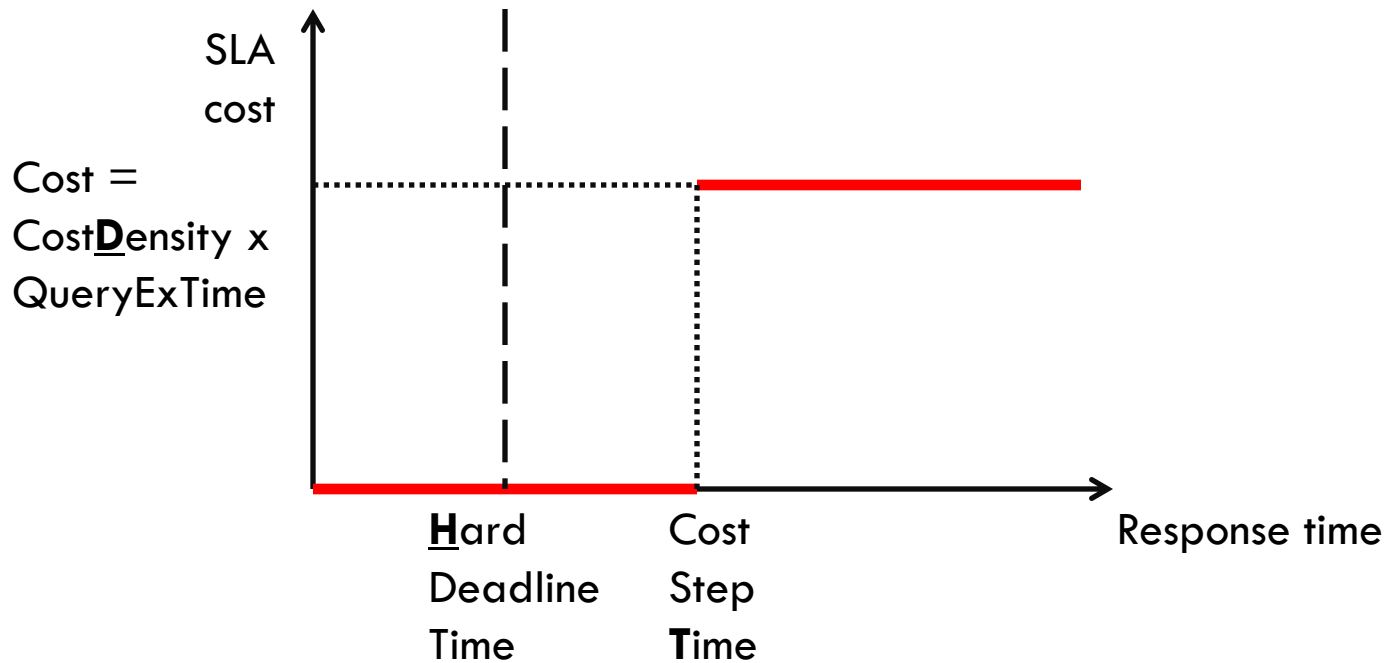 SLA
cost
Cost =
CostDensity x
QueryExTime
Hard
Deadline
Time
Cost
Step
Time
Response time